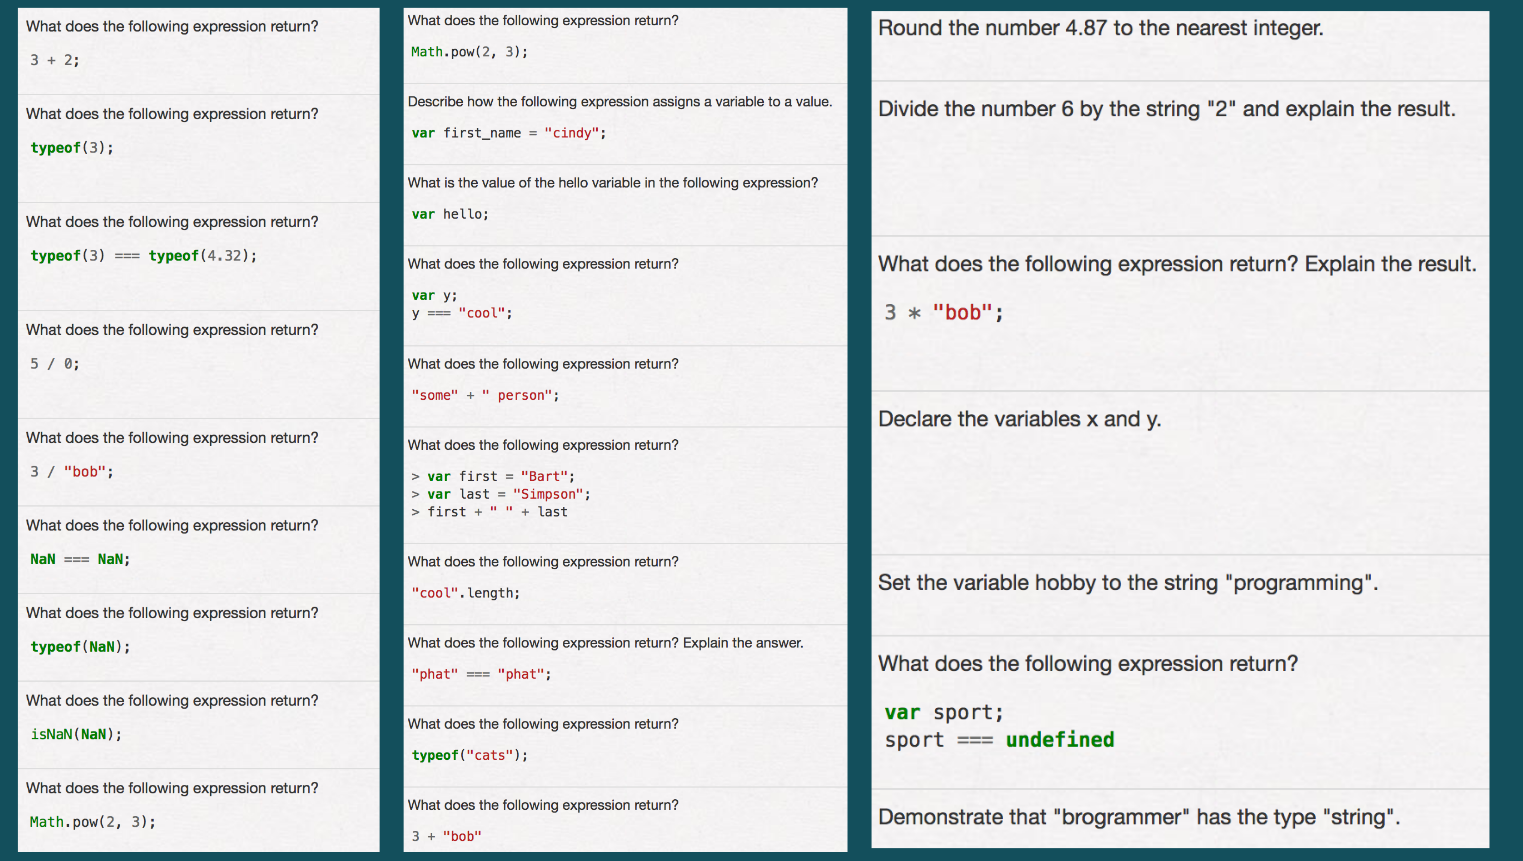 What does the following expression return?
3 + 2;
What does the following expression return?
typeof(3);
What does the following expression return?
typeof(3) === typeof(4.32);
What does the following expression return?
5 / 0;
What does the following expression return?
3 / "bob";
What does the following expression return?
NaN === NaN;
What does the following expression return?
typeof(NaN);
What does the following expression return?
isNaN(NaN);
What does the following expression return?
Math.pow(2, 3);
What does the following expression return?
Math.pow(2, 3);
Describe how the following expression assigns a variable to a value.
var first_name = "cindy";
What is the value of the hello variable in the following expression?
var hello;
What does the following expression return?
var y;
y === "cool";
What does the following expression return?
"some" + " person";
What does the following expression return?
> var first = "Bart";
> var last = "Simpson";
> first + " " + last
What does the following expression return?
"cool".length;
What does the following expression return? Explain the answer.
"phat" === "phat";
What does the following expression return?
typeof("cats");
What does the following expression return?
3 + "bob"
Round the number 4.87 to the nearest integer.
Divide the number 6 by the string "2" and explain the result.
What does the following expression return? Explain the result.
3 * "bob";
Declare the variables x and y.
Set the variable hobby to the string "programming".
What does the following expression return?
var sport;
sport === undefined
Demonstrate that "brogrammer" has the type "string".